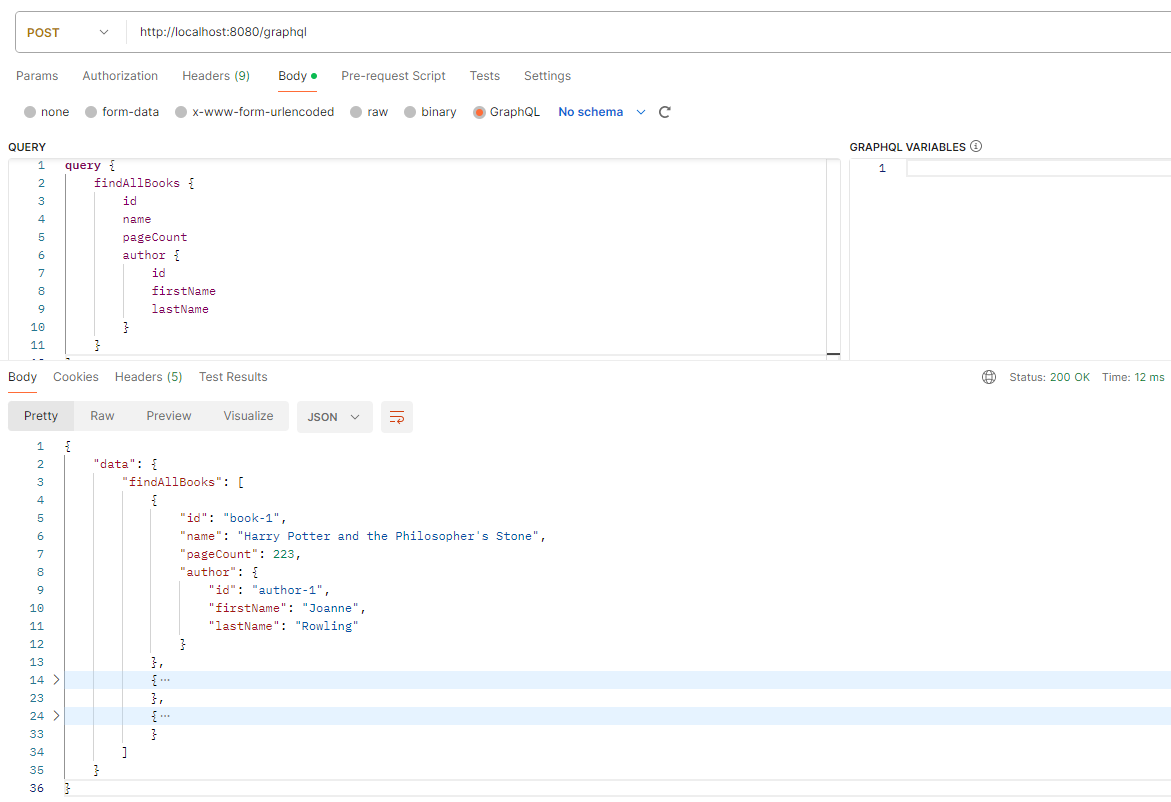 POST http://localhost:8080/graphql
Params Authorization Headers (9) Body Pre-request Script Tests Settings
none form-data x-www-form-urlencoded raw binary GraphQL No schema
QUERY
1 query {
2 findAllBooks {
3 id
4 name
5 pageCount
6 author {
7 id
8 firstName
9 lastName
10 }
11 }
GRAPHQL VARIABLES
1
Body Cookies Headers (5) Test Results Status: 200 OK Time: 12 ms
Pretty Raw Preview Visualize JSON
1 {
2 "data": {
3 "findAllBooks": [
4 {
5 "id": "book-1",
6 "name": "Harry Potter and the Philosopher's Stone",
7 "pageCount": 223,
8 "author": {
9 "id": "author-1",
10 "firstName": "Joanne",
11 "lastName": "Rowling"
12 }
13 },
14 {···
23 },
24 {···
33 }
34 ]
35 }
36 }